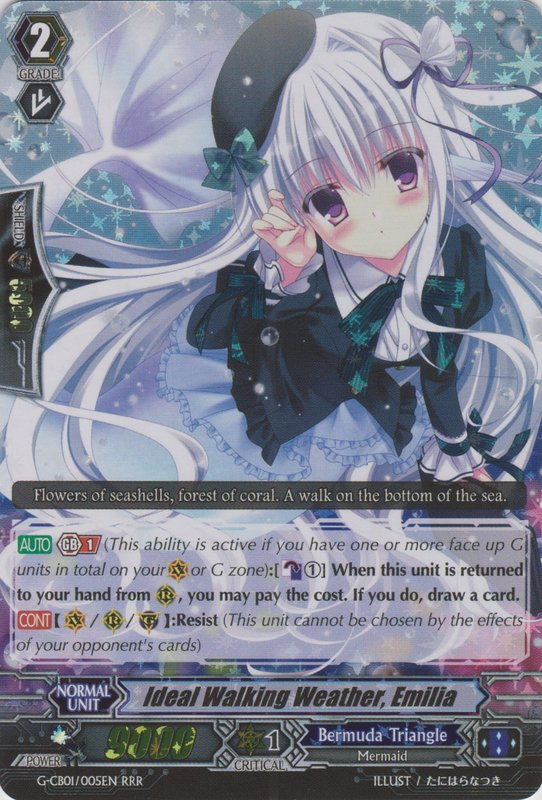 2
GRADE
SHIELD
5000
Flowers of seashells, forest of coral. A walk on the bottom of the sea.
AUTO GB 1 (This ability is active if you have one or more face up G
units in total on your V or G zone):[①] When this unit is returned
to your hand from R, you may pay the cost. If you do, draw a card.
CONT【 V / R / G 】:Resist (This unit cannot be chosen by the effects
of your opponent's cards)
NORMAL
UNIT
Ideal Walking Weather, Emilia
POWER
9000
1
CRITICAL
Bermuda Triangle
Mermaid
G-CB01/005EN RRR
ILLUST / たにはらなつき